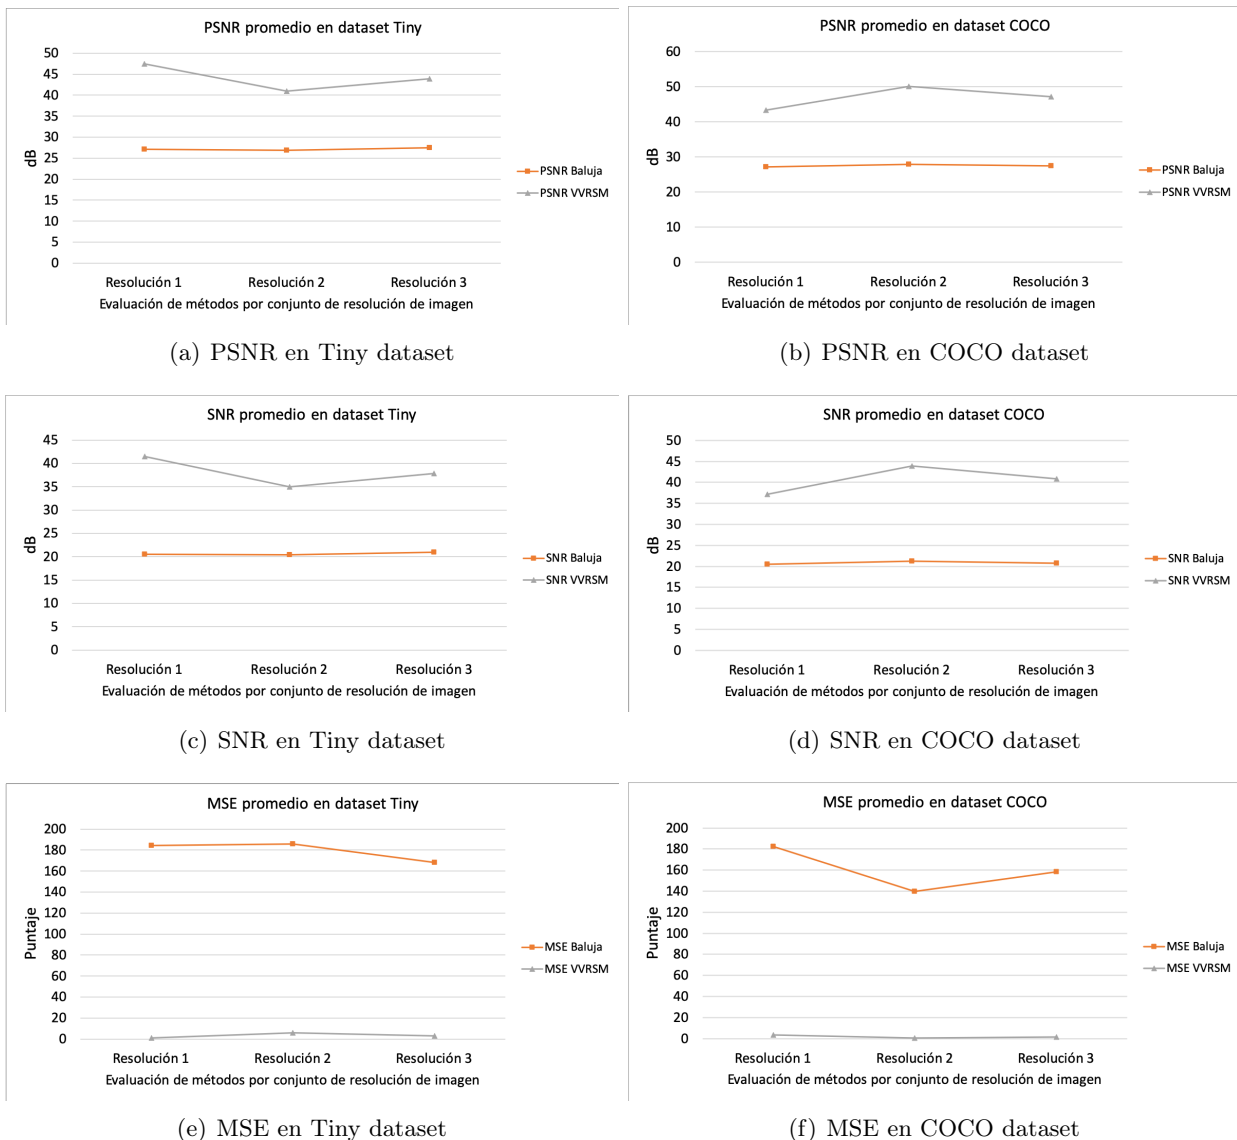 PSNR promedio en dataset Tiny
50
45
40
35
30
25
20
15
10
5
0
dB
Resolución 1 Resolución 2 Resolución 3
Evaluación de métodos por conjunto de resolución de imagen
PSNR Baluja
PSNR VVRSM
(a) PSNR en Tiny dataset
PSNR promedio en dataset COCO
60
50
40
30
20
10
0
dB
Resolución 1 Resolución 2 Resolución 3
Evaluación de métodos por conjunto de resolución de imagen
PSNR Baluja
PSNR VVRSM
(b) PSNR en COCO dataset
SNR promedio en dataset Tiny
45
40
35
30
25
20
15
10
5
0
dB
Resolución 1 Resolución 2 Resolución 3
Evaluación de métodos por conjunto de resolución de imagen
SNR Baluja
SNR VVRSM
(c) SNR en Tiny dataset
SNR promedio en dataset COCO
50
45
40
35
30
25
20
15
10
5
0
dB
Resolución 1 Resolución 2 Resolución 3
Evaluación de métodos por conjunto de resolución de imagen
SNR Baluja
SNR VVRSM
(d) SNR en COCO dataset
MSE promedio en dataset Tiny
200
180
160
140
120
100
80
60
40
20
0
Puntaje
Resolución 1 Resolución 2 Resolución 3
Evaluación de métodos por conjunto de resolución de imagen
MSE Baluja
MSE VVRSM
(e) MSE en Tiny dataset
MSE promedio en dataset COCO
200
180
160
140
120
100
80
60
40
20
0
Puntaje
Resolución 1 Resolución 2 Resolución 3
Evaluación de métodos por conjunto de resolución de imagen
MSE Baluja
MSE VVRSM
(f) MSE en COCO dataset